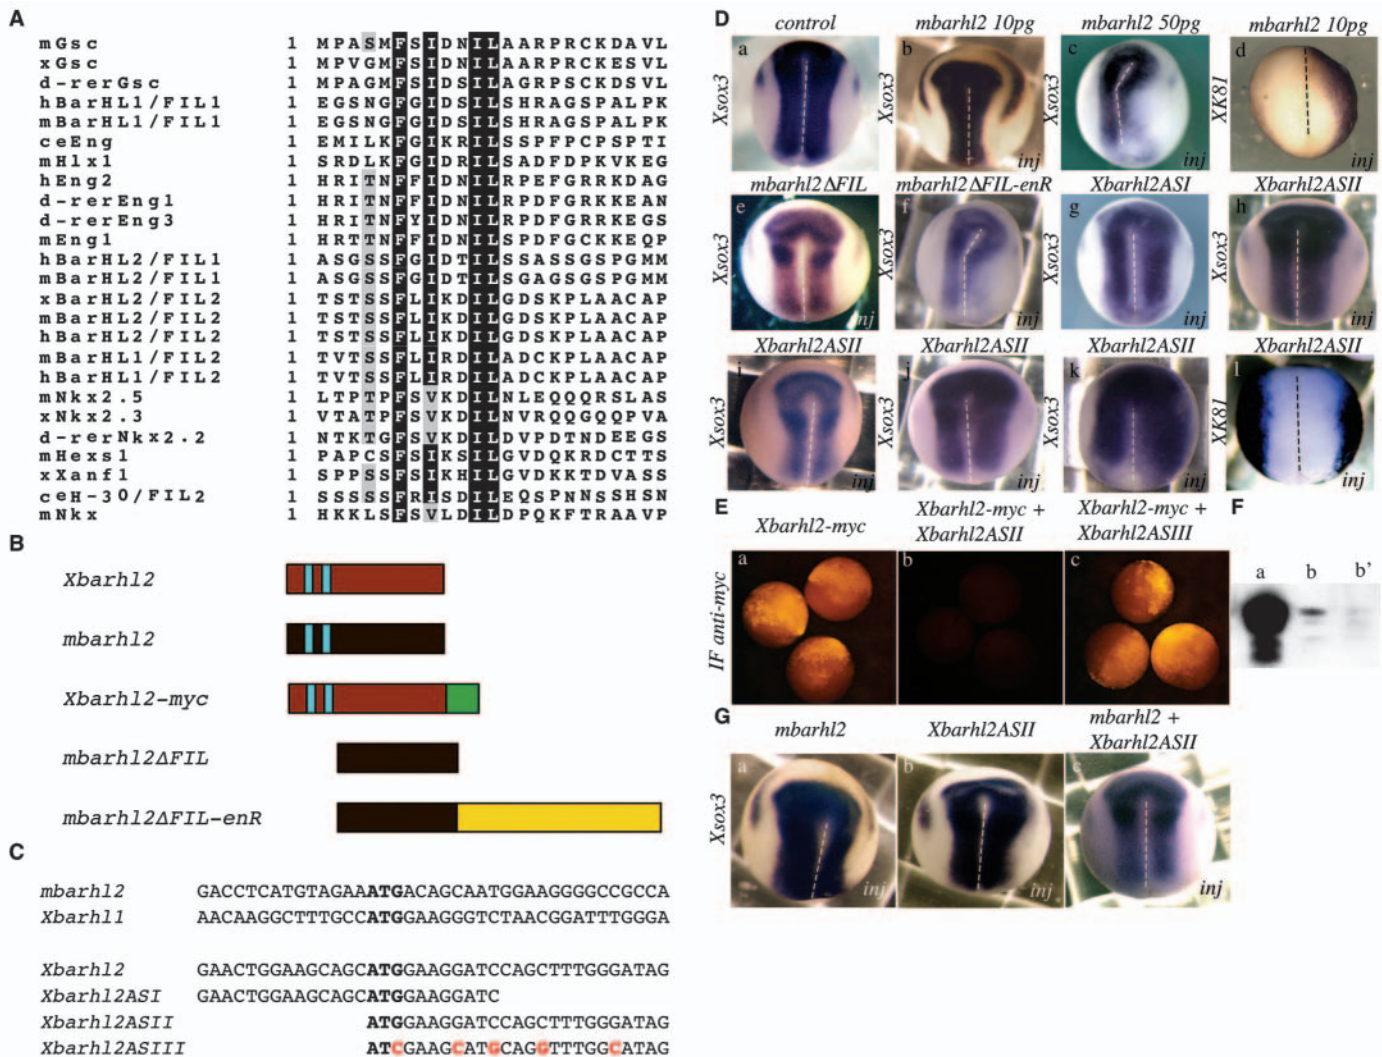 A
mGsc 1 MPASMFSIDNILAARPRCKDAVL
xGsc 1 MPVGMFSIDNILAARPRCKESVL
d-rerGsc 1 MPAGMFSIDSILAGRPSCKDSVL
hBarHL1/FIL1 1 EGSNGFGIDSILSHRAGSPALPK
mBarHL1/FIL1 1 EGSNGFGIDSILSHRAGSPALPK
ceEng 1 EMILKFGIKRILSSPFPCPSPTI
mHlx1 1 SRDLKFGIDRILSADFDPKVKEG
hEng2 1 HRITNFFIDNILRPEFGRRKDAG
d-rerEng1 1 HRITNFFIDNILRPDFGRKKEAN
d-rerEng3 1 HRITNFYIDNILRPDFGRRKEGS
mEng1 1 HRTTNFFIDNILSPDFGCKKEQP
hBarHL2/FIL1 1 ASGSSFGIDTILSSASSGSPGMM
mBarHL2/FIL1 1 ASGSSFGIDTILSGAGSGSPGMM
xBarHL2/FIL2 1 TSTSSFLIKDILGDSKPLAACAP
mBarHL2/FIL2 1 TSTSSFLIKDILGDSKPLAACAP
hBarHL2/FIL2 1 TSTSSFLIKDILGDSKPLAACAP
mBarHL1/FIL2 1 TVTSSFLIRDILADCKPLAACAP
hBarHL1/FIL2 1 TVTSSFLIRDILADCKPLAACAP
mNkx2.5 1 LTPTPFSVKDILNLEQQQRSLAS
xNkx2.3 1 VTATPFSVKDILNVRQQGQQPVA
d-rerNkx2.2 1 NTKTGFSVKDILDVPDTNDEEGS
mHexs1 1 PAPCSFSIKSILGVDQKRDCTTS
xXanf1 1 SPPSSFSIKHILGVDKKTDVASS
ceH-30/FIL2 1 SSSSSFRISDILEQSPNNSSHSN
mNkx 1 HKKLSFSVLDILDPQKFTRAAVP
B
Xbarhl2
mbarhl2
Xbarhl2-myc
mbarhl2ΔFIL
mbarhl2ΔFIL-enR
C
mbarhl2 GACCTCATGTAGAAATGACAGCAATGGAAGGGGCCGCCA
Xbarhl1 AACAAGGCTTTGCCATGGAAGGGTCTAACGGATTTGGGA
Xbarhl2 GAACTGGAAGCAGCATGGAAGGATCCAGCTTTGGGATAG
Xbarhl2ASI GAACTGGAAGCAGCATGGAAGGATC
Xbarhl2ASII ATGGAAGGATCCAGCTTTGGGATAG
Xbarhl2ASIII ATCGAAGCATGCAGGTTTGGCATAG
D
control mbarhl2 10pg mbarhl2 50pg mbarhl2 10pg
Xsox3 a Xsox3 b inj Xsox3 c inj XK81 d inj
mbarhl2ΔFIL mbarhl2ΔFIL-enR Xbarhl2ASI Xbarhl2ASII
Xsox3 e inj Xsox3 f inj Xsox3 g inj Xsox3 h inj
Xbarhl2ASII Xbarhl2ASII Xbarhl2ASII Xbarhl2ASII
Xsox3 i inj j inj Xsox3 k inj XK81 l inj
E
Xbarhl2-myc Xbarhl2-myc + Xbarhl2-myc +
Xbarhl2ASII Xbarhl2ASIII
IF anti-myc a b c
F
a b b'
G
mbarhl2 Xbarhl2ASII mbarhl2 +
Xbarhl2ASII
Xsox3 a inj b inj c inj